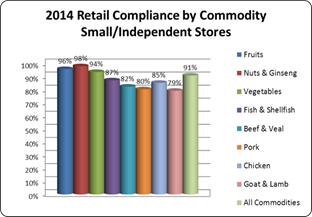 2014 Retail Compliance by Commodity
Small/Independent Stores
100%
90%
80%
70%
60%
50%
40%
30%
20%
10%
0%
96%
98%
94%
87%
82%
80%
85%
79%
91%
Fruits
Nuts & Ginseng
Vegetables
Fish & Shellfish
Beef & Veal
Pork
Chicken
Goat & Lamb
All Commodities